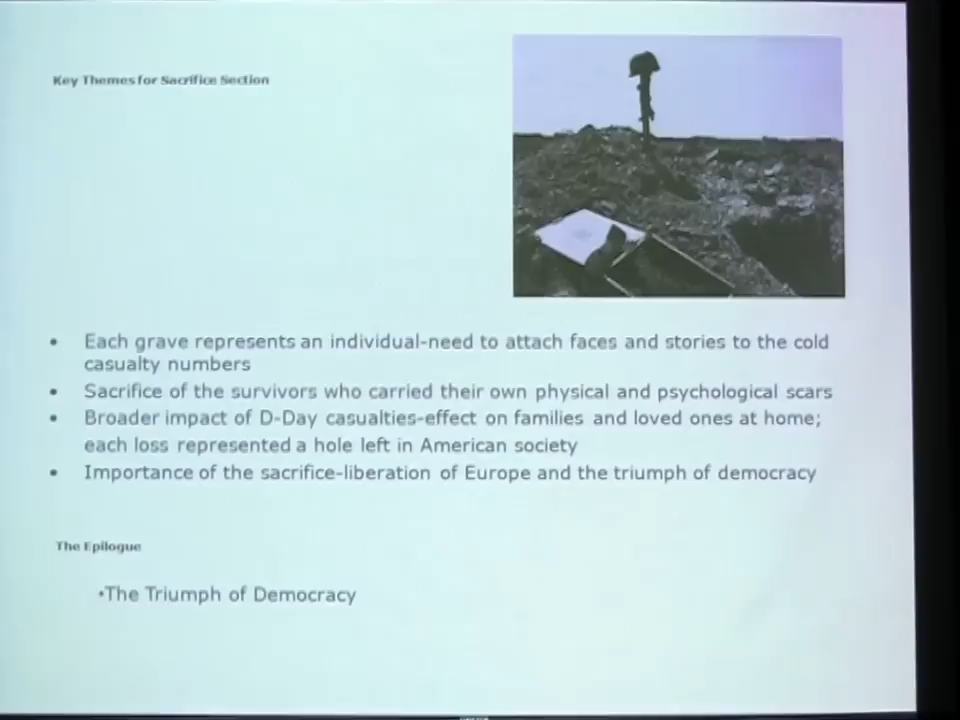 Key Themes for Sacrifice Section
• Each grave represents an individual-need to attach faces and stories to the cold
casualty numbers
• Sacrifice of the survivors who carried their own physical and psychological scars
• Broader impact of D-Day casualties-effect on families and loved ones at home;
each loss represented a hole left in American society
• Importance of the sacrifice-liberation of Europe and the triumph of democracy
The Epilogue
•The Triumph of Democracy